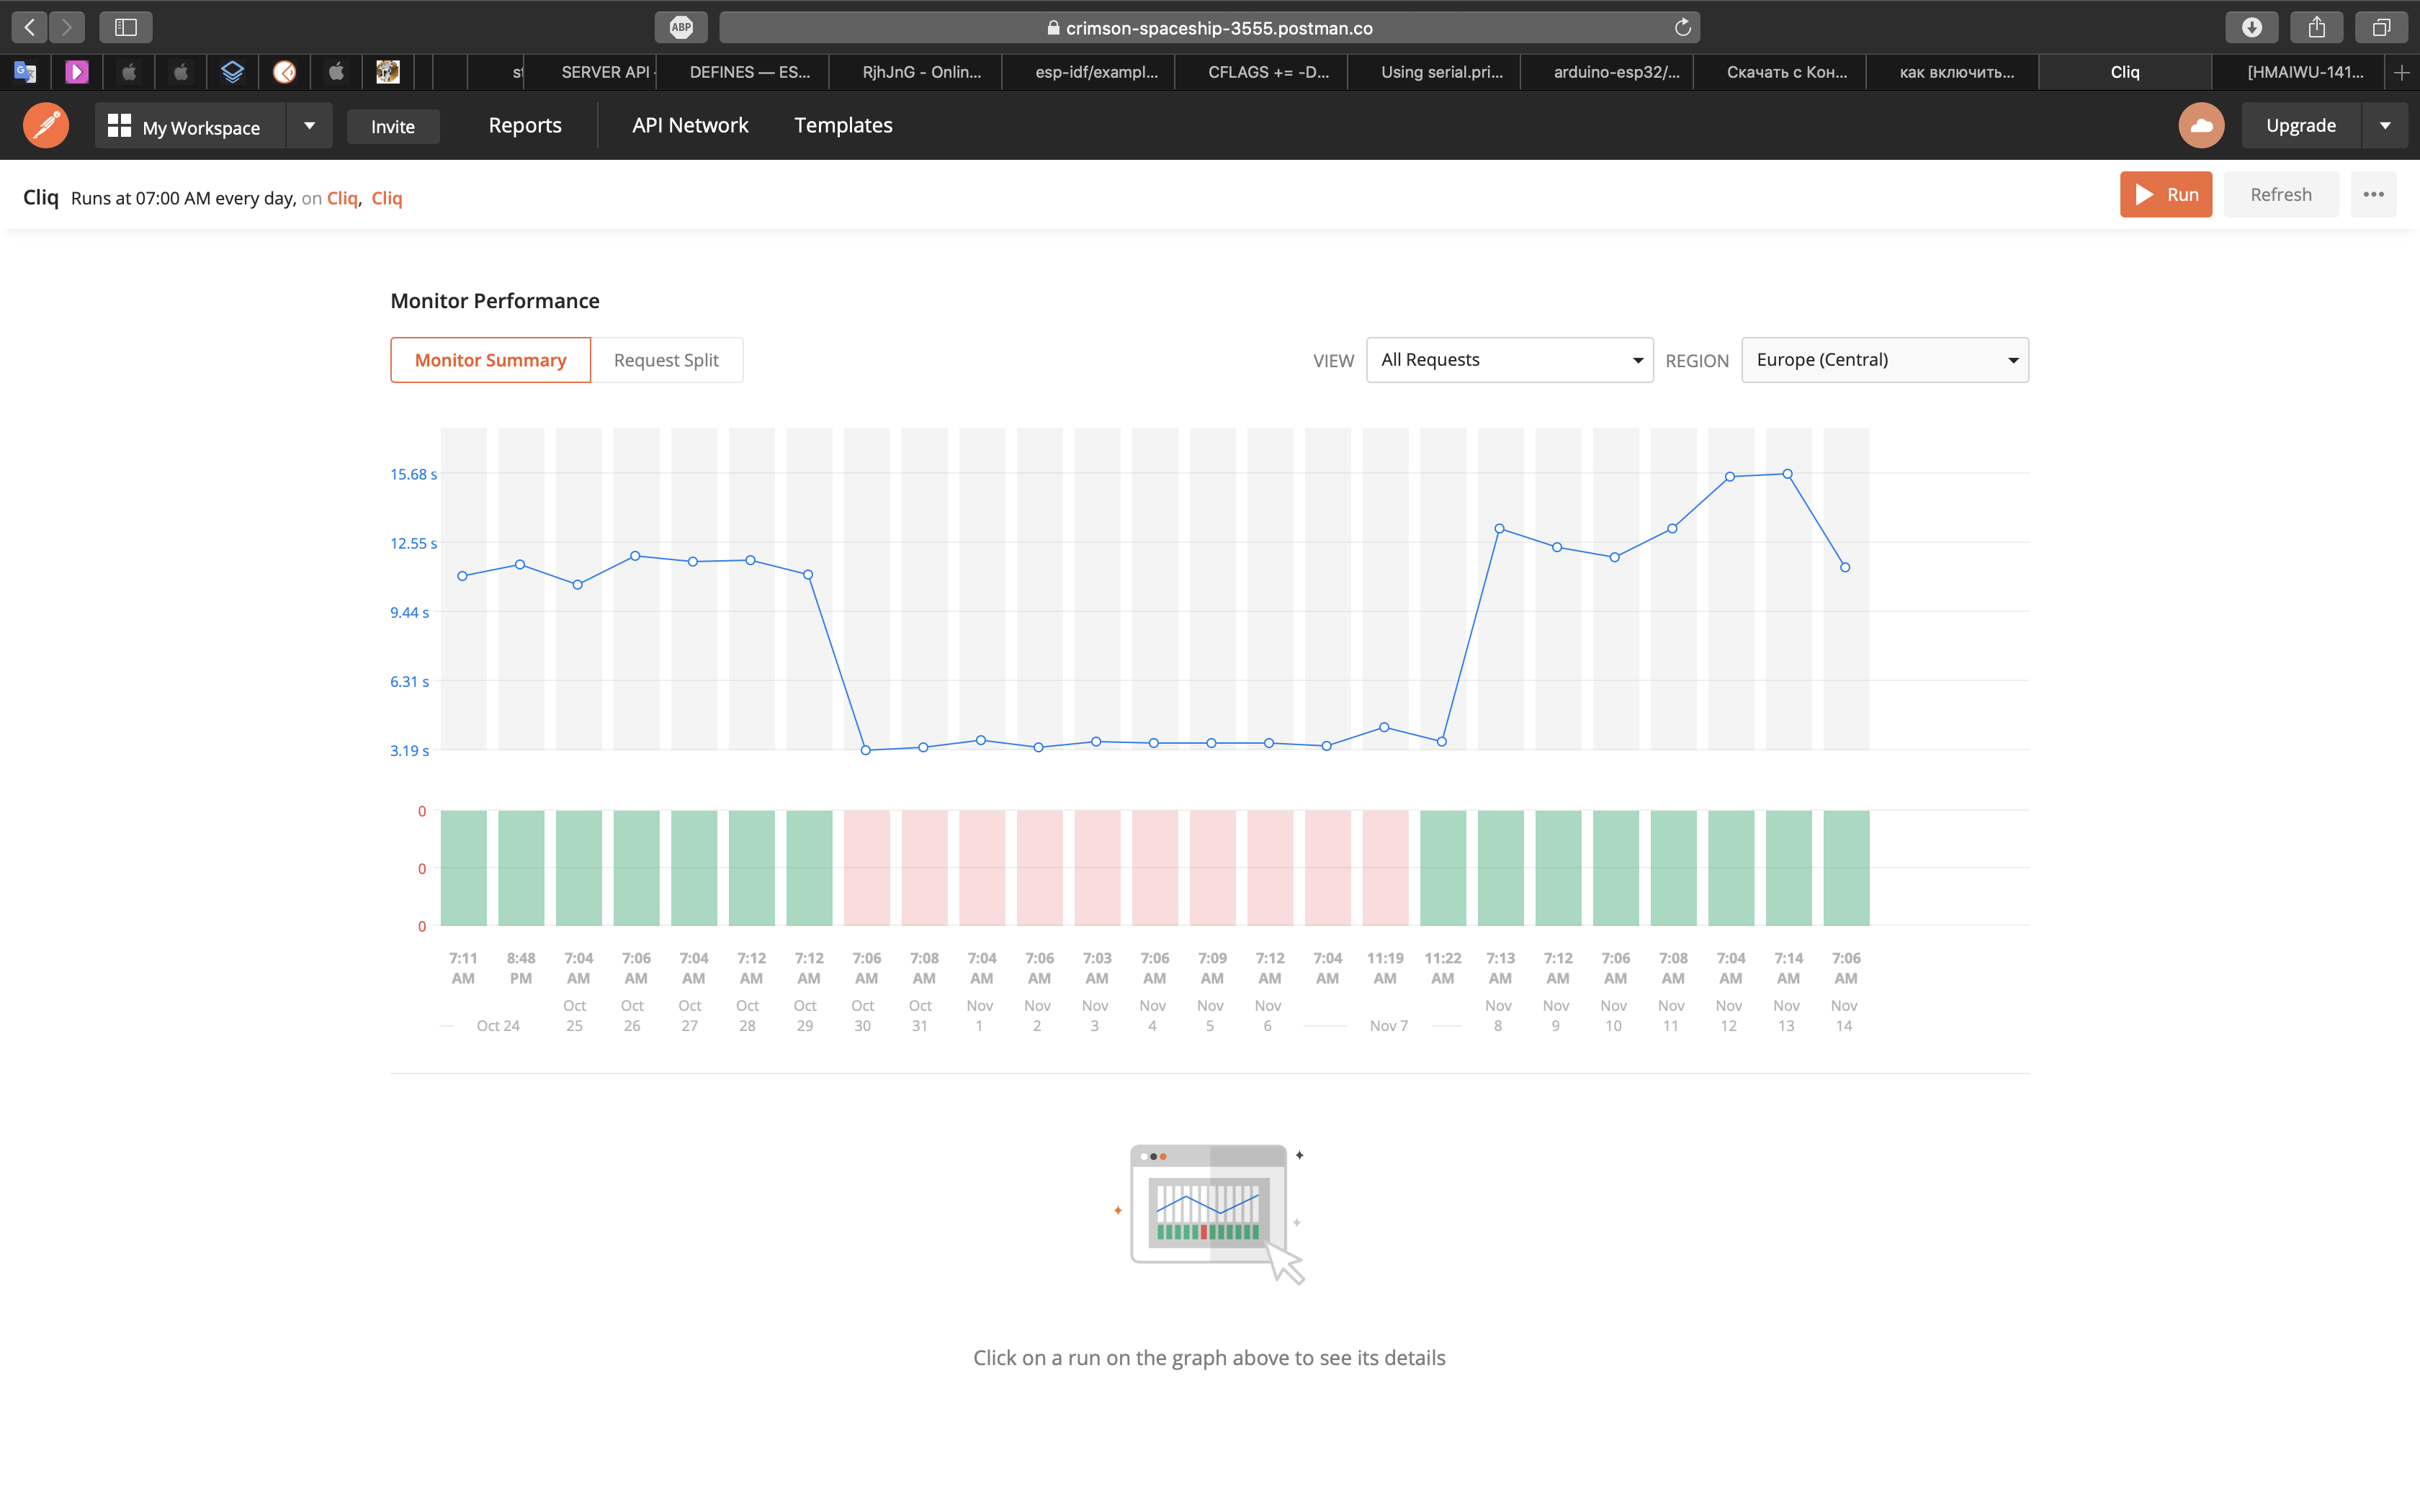 ABP
crimson-spaceship-3555.postman.co
SERVER API
DEFINES — ES...
RjhJnG - Onlin...
esp-idf/exampl...
CFLAGS += -D...
Using serial.pri...
arduino-esp32/...
Скачать с Кон...
как включить...
Cliq
[HMAIWU-141...
My Workspace
Invite
Reports
API Network
Templates
Upgrade
Cliq Runs at 07:00 AM every day, on Cliq, Cliq
Run
Refresh
Monitor Performance
Monitor Summary
Request Split
VIEW
All Requests
REGION
Europe (Central)
15.68 s
12.55 s
9.44 s
6.31 s
3.19 s
0
0
0
7:11 8:48 7:04 7:06 7:04 7:12 7:12 7:06 7:08 7:04 7:06 7:03 7:06 7:09 7:12 7:04 11:19 11:22 7:13 7:12 7:06 7:08 7:04 7:14 7:06
AM PM AM AM AM AM AM AM AM AM AM AM AM AM AM AM AM AM AM AM AM AM AM AM AM
Oct Oct Oct Oct Oct Oct Oct Nov Nov Nov Nov Nov Nov Nov Nov Nov Nov Nov Nov Nov
Oct 24 25 26 27 28 29 30 31 1 2 3 4 5 6 Nov 7 8 9 10 11 12 13 14
Click on a run on the graph above to see its details